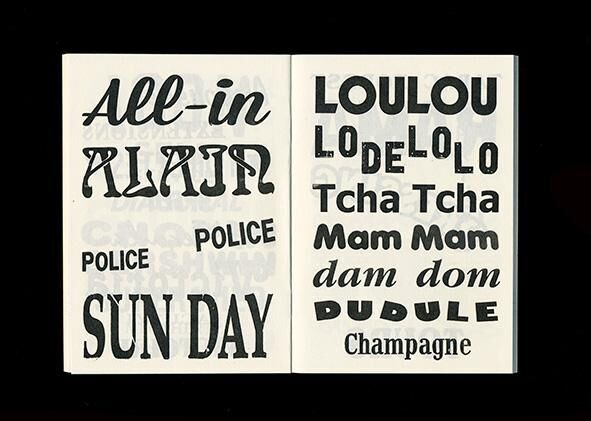 All-in
ALAIN
POLICE
POLICE
SUN DAY
LOULOU
LODELOLO
Tcha Tcha
Mam Mam
dam dom
DUDULE
Champagne